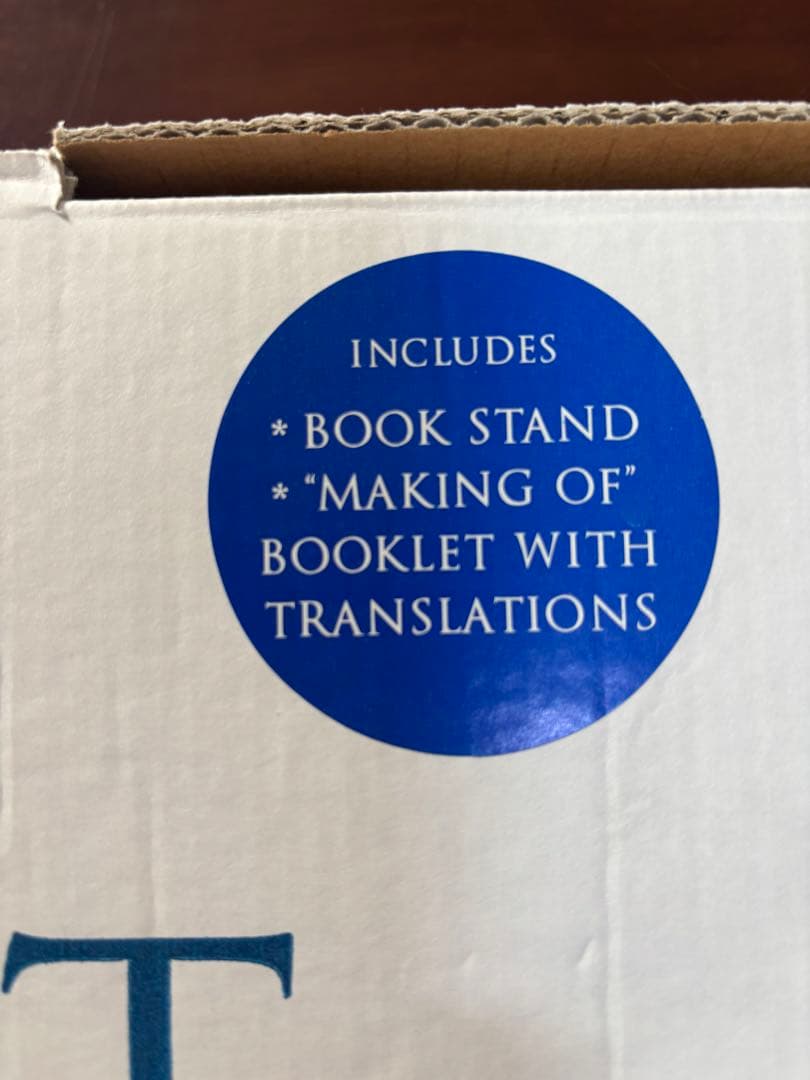 INCLUDES
* BOOK STAND
* “MAKING OF”
BOOKLET WITH
TRANSLATIONS
T